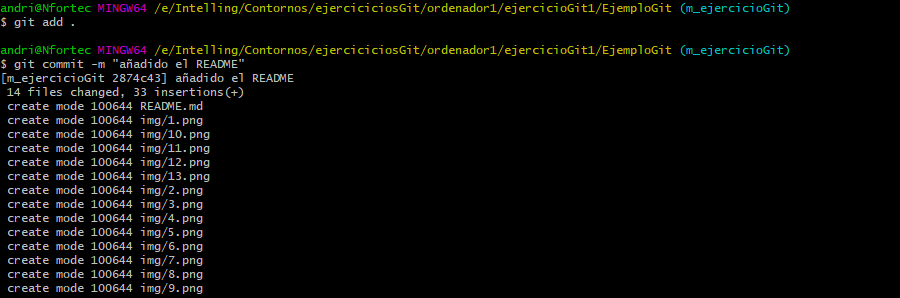 andri@Nfortec MINGW64 /e/Intelling/Contornos/ejerciciciosGit/ordenador1/ejercicioGit1/EjemploGit (m_ejercicioGit)
$ git add .
andri@Nfortec MINGW64 /e/Intelling/Contornos/ejerciciciosGit/ordenador1/ejercicioGit1/EjemploGit (m_ejercicioGit)
$ git commit -m "añadido el README"
[m_ejercicioGit 2874c43] añadido el README
 14 files changed, 33 insertions(+)
 create mode 100644 README.md
 create mode 100644 img/1.png
 create mode 100644 img/10.png
 create mode 100644 img/11.png
 create mode 100644 img/12.png
 create mode 100644 img/13.png
 create mode 100644 img/2.png
 create mode 100644 img/3.png
 create mode 100644 img/4.png
 create mode 100644 img/5.png
 create mode 100644 img/6.png
 create mode 100644 img/7.png
 create mode 100644 img/8.png
 create mode 100644 img/9.png